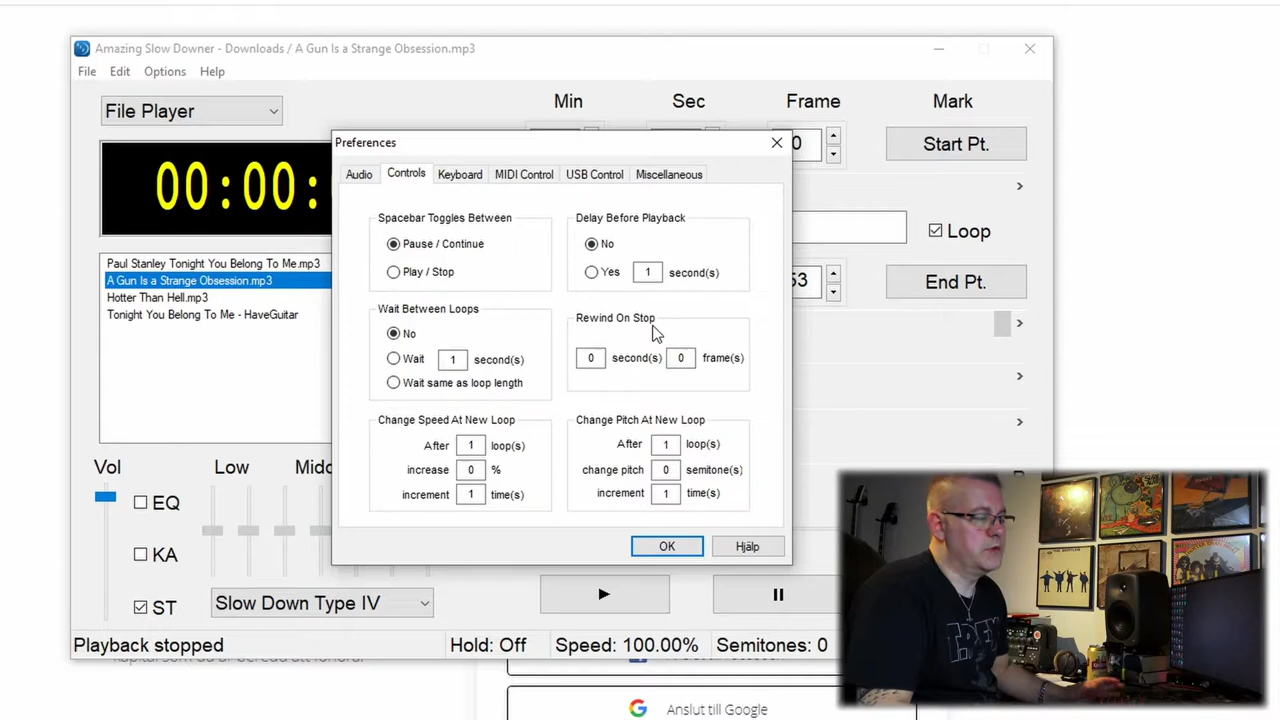 Amazing Slow Downer - Downloads / A Gun Is a Strange Obsession.mp3
File Edit Options Help
File Player
Min Sec Frame Mark
0
Start Pt.
00:00:
Preferences
Audio Controls Keyboard MIDI Control USB Control Miscellaneous
Spacebar Toggles Between
Pause / Continue
Play / Stop
Delay Before Playback
No
Yes 1 second(s)
Loop
Paul Stanley Tonight You Belong To Me.mp3
A Gun Is a Strange Obsession.mp3
Hotter Than Hell.mp3
Tonight You Belong To Me - HaveGuitar
53
End Pt.
Wait Between Loops
No
Wait 1 second(s)
Wait same as loop length
Rewind On Stop
0 second(s) 0 frame(s)
Change Speed At New Loop
After 1 loop(s)
increase 0 %
increment 1 time(s)
Change Pitch At New Loop
After 1 loop(s)
change pitch 0 semitone(s)
increment 1 time(s)
OK Hjälp
Vol Low
EQ
KA
ST
Slow Down Type IV
Playback stopped Hold: Off Speed: 100.00% Semitones: 0
Anslut till Google